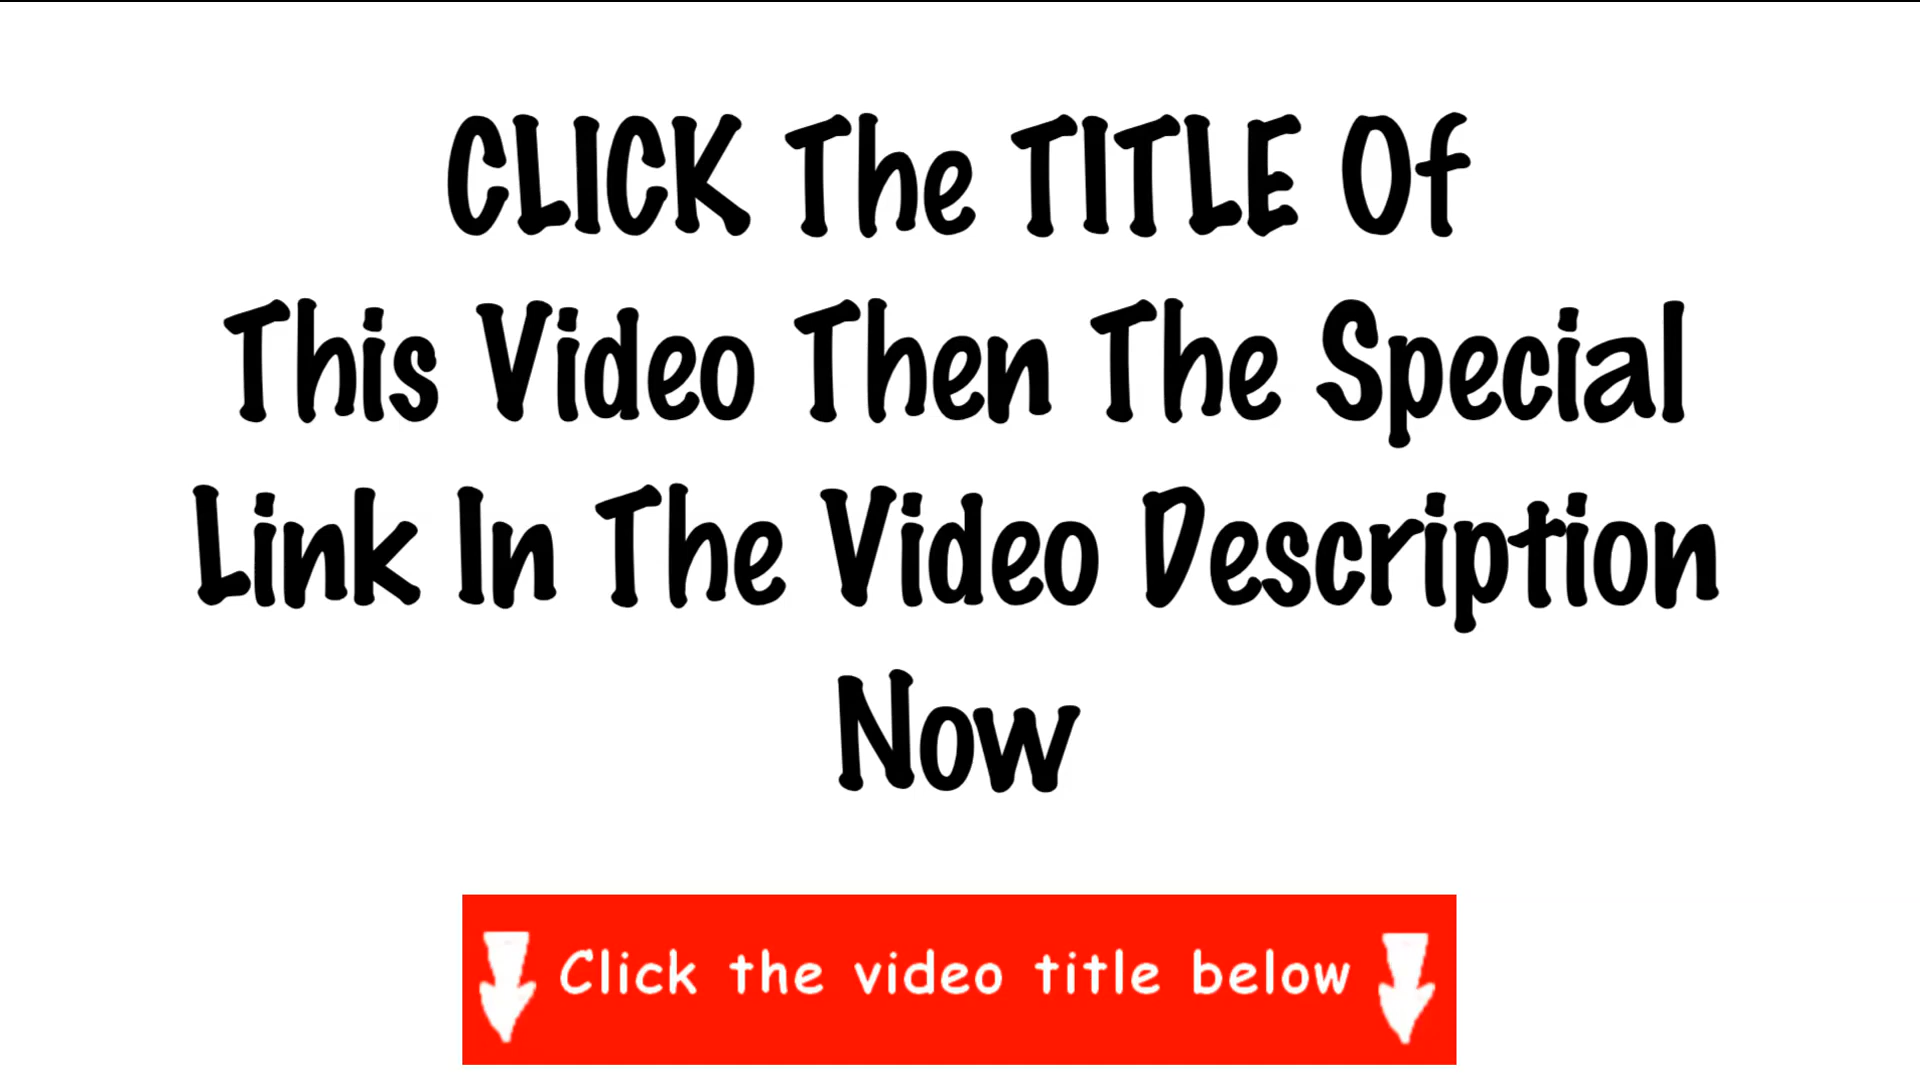 CLICK The TITLE Of
This Video Then The Special
Link In The Video Description
Now
Click the video title below